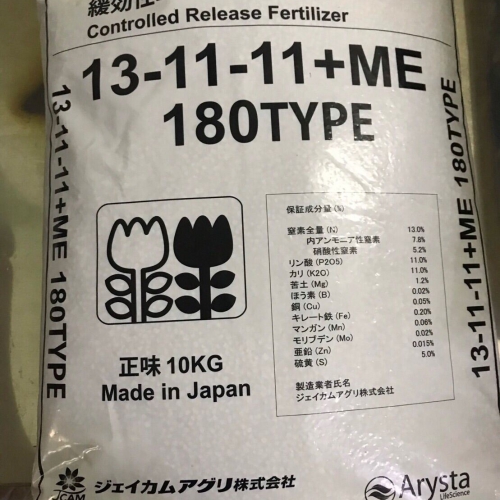 緩効性
Controlled Release Fertilizer
13-11-11+ME
180TYPE
13-11-11+ME 180TYPE
13-11-11+ME 180TYPE
保証成分量 (%)
窒素全量 (N) 13.0%
内アンモニア性窒素 7.8%
硝酸性窒素 5.2%
リン酸 (P2O5) 11.0%
カリ (K2O) 11.0%
苦土 (Mg) 1.2%
ほう素 (B) 0.02%
銅 (Cu) 0.05%
キレート鉄 (Fe) 0.20%
マンガン (Mn) 0.06%
モリブデン (Mo) 0.02%
亜鉛 (Zn) 0.015%
硫黄 (S) 5.0%
製造業者氏名
ジェイカムアグリ株式会社
正味 10KG
Made in Japan
JCAM
ジェイカムアグリ株式会社
Arysta
LifeScience